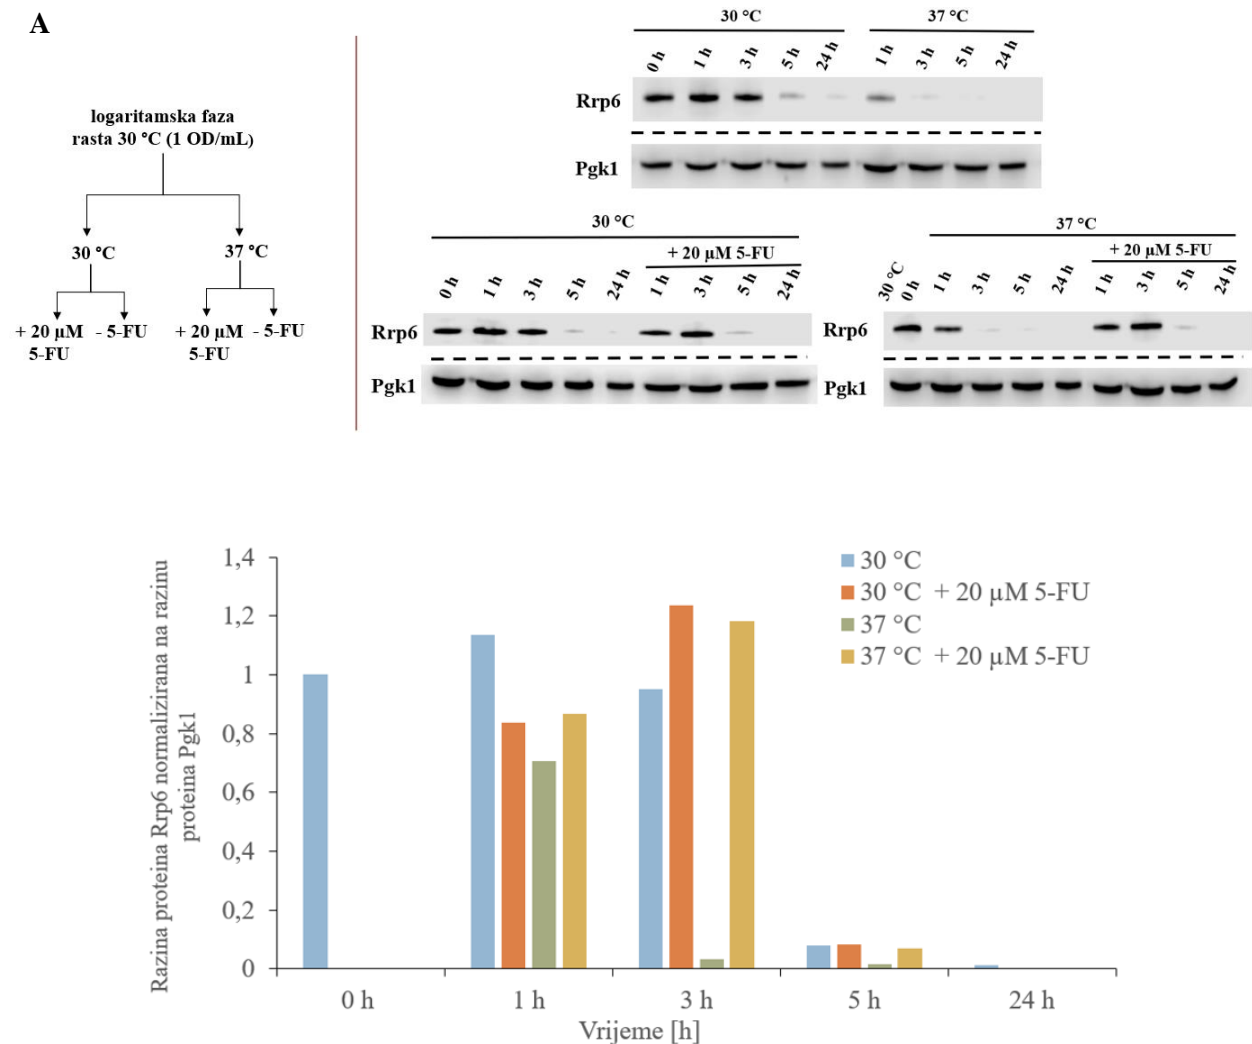 A
logaritamska faza
rasta 30 °C (1 OD/mL)
30 °C
37 °C
+ 20 µM
5-FU
- 5-FU
+ 20 µM
5-FU
- 5-FU
30 °C
37 °C
0 h
1 h
3 h
5 h
24 h
1 h
3 h
5 h
24 h
Rrp6
Pgk1
30 °C
+ 20 µM 5-FU
0 h
1 h
3 h
5 h
24 h
1 h
3 h
5 h
24 h
Rrp6
Pgk1
37 °C
+ 20 µM 5-FU
30 °C
0 h
1 h
3 h
5 h
24 h
1 h
3 h
5 h
24 h
Rrp6
Pgk1
Razina proteina Rrp6 normalizirana na razinu
proteina Pgk1
1,4
1,2
1
0,8
0,6
0,4
0,2
0
30 °C
30 °C + 20 µM 5-FU
37 °C
37 °C + 20 µM 5-FU
0 h
1 h
3 h
5 h
24 h
Vrijeme [h]